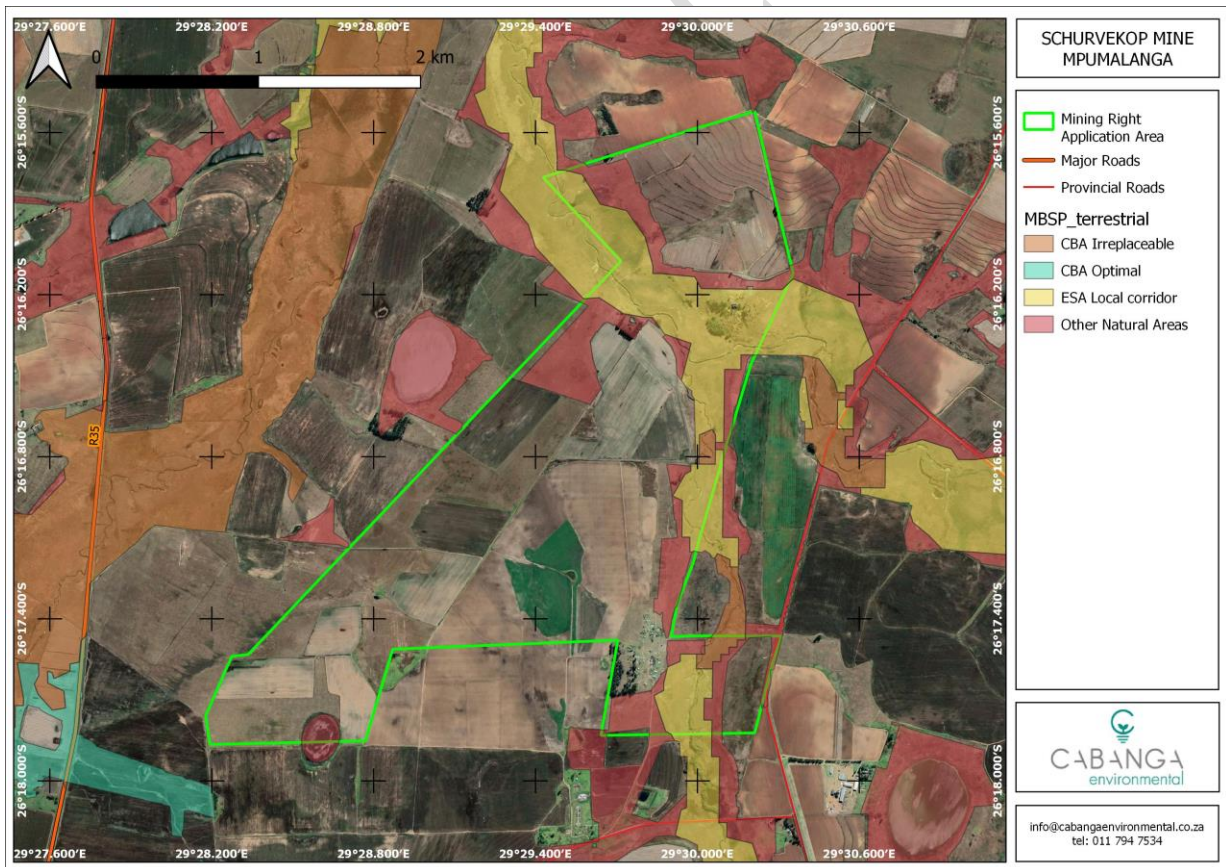 29°27.600'E 29°28.200'E 29°28.800'E 29°29.400'E 29°30.000'E 29°30.600'E
0 1 2 km
26°15.600'S 26°15.600'S
26°16.200'S 26°16.200'S
R35
26°16.800'S 26°16.800'S
26°17.400'S 26°17.400'S
26°18.000'S 26°18.000'S
29°27.600'E 29°28.200'E 29°28.800'E 29°29.400'E 29°30.000'E 29°30.600'E
SCHURVEKOP MINE
MPUMALANGA
Mining Right
Application Area
Major Roads
Provincial Roads
MBSP_terrestrial
CBA Irreplaceable
CBA Optimal
ESA Local corridor
Other Natural Areas
CABANGA
environmental
info@cabangaenvironmental.co.za
tel: 011 794 7534